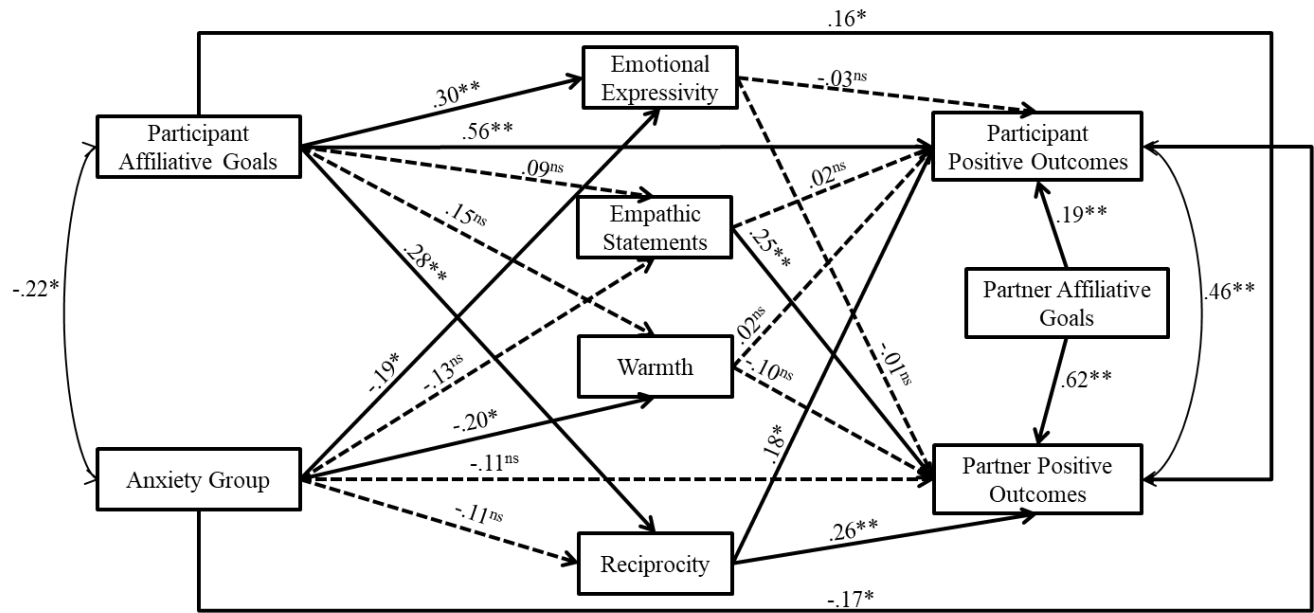 .16*
Emotional
Expressivity
-.03ⁿˢ
.30**
Participant
Affiliative Goals
.56**
Participant
Positive Outcomes
.09ⁿˢ
.02ⁿˢ
.15ⁿˢ
Empathic
Statements
.19**
.28**
.25**
-.22*
Partner Affiliative
Goals
.46**
.02ⁿˢ
-.01ⁿˢ
-.19*
-.13ⁿˢ
Warmth
-.10ⁿˢ
.62**
-.20*
.18*
Anxiety Group
-.11ⁿˢ
Partner Positive
Outcomes
-.11ⁿˢ
.26**
Reciprocity
-.17*